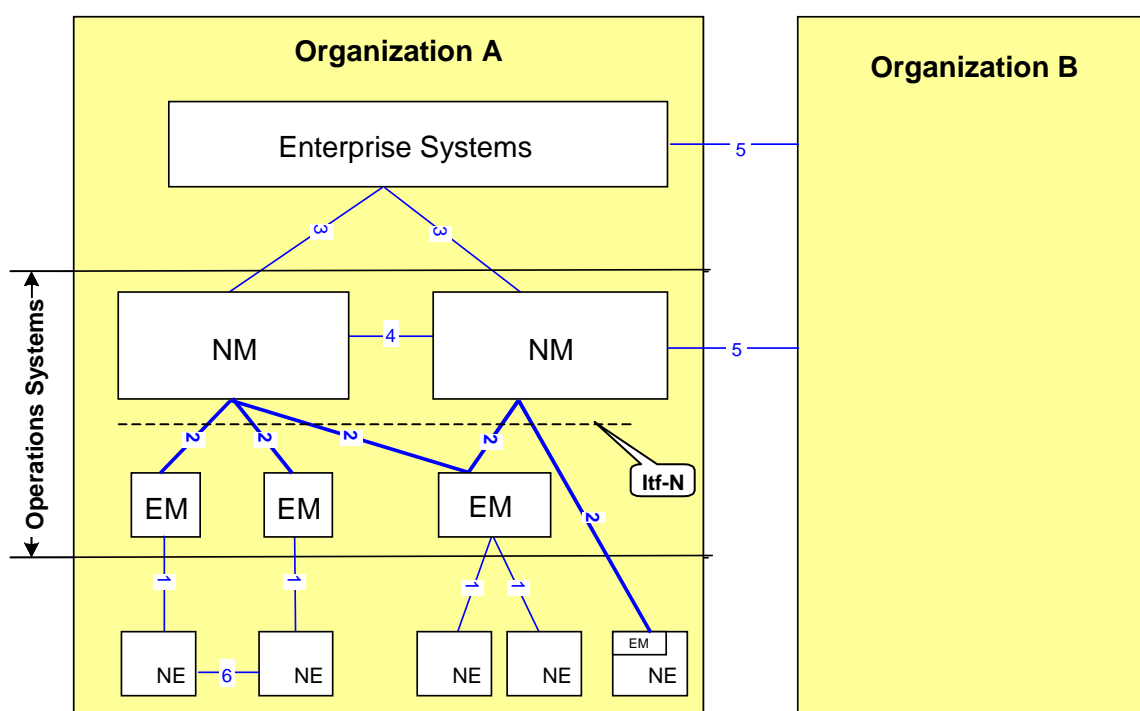 Organization A
Organization B
Enterprise Systems
5
3
3
Operations Systems
NM
4
NM
5
2
2
2
2
Itf-N
EM
EM
EM
2
1
1
1
1
NE
6
NE
NE
NE
EM
NE